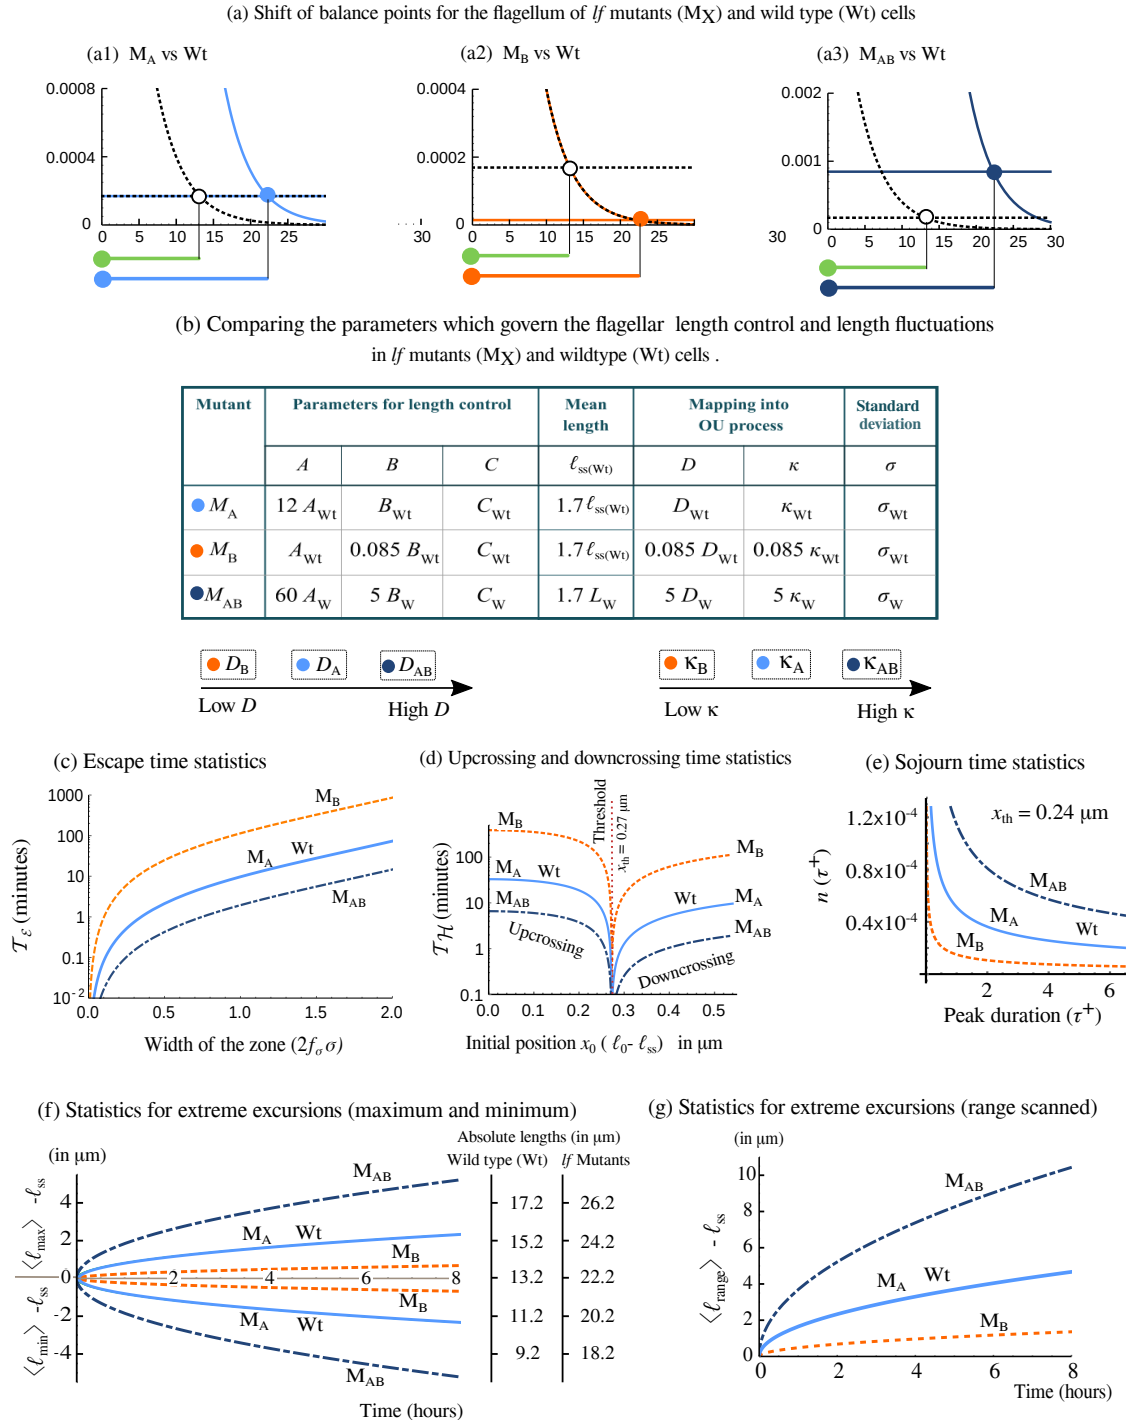 (a) Shift of balance points for the flagellum of lf mutants (MX) and wild type (Wt) cells
(a1) MA vs Wt
(a2) MB vs Wt
(a3) MAB vs Wt
0.0008
0.0004
0
0 5 10 15 20 25
30
0.0004
0.0002
0
0 5 10 15 20 25
30
0.002
0.001
0
0 5 10 15 20 25 30
(b) Comparing the parameters which govern the flagellar length control and length fluctuations
in lf mutants (MX) and wildtype (Wt) cells .
Mutant Parameters for length control Mean length Mapping into OU process Standard deviation
A B C ℓss(Wt) D κ σ
MA 12 AWt BWt CWt 1.7 ℓss(Wt) DWt κWt σWt
MB AWt 0.085 BWt CWt 1.7 ℓss(Wt) 0.085 DWt 0.085 κWt σWt
MAB 60 AW 5 BW CW 1.7 LW 5 DW 5 κW σW
DB DA DAB
Low D High D
κB κA κAB
Low κ High κ
(c) Escape time statistics
1000
100
10
1
0.1
10-2
0.0 0.5 1.0 1.5 2.0
TƐ (minutes)
MB
MA Wt
MAB
Width of the zone (2fσσ)
(d) Upcrossing and downcrossing time statistics
TH (minutes)
100
10
1
0.1
0.0 0.1 0.2 0.3 0.4 0.5
Threshold
xth = 0.27 μm
MB
MA Wt
MAB
Upcrossing
MB
Wt MA
MAB
Downcrossing
Initial position x0 ( ℓ0- ℓss) in μm
(e) Sojourn time statistics
xth = 0.24 μm
n (τ+)
1.2x10-4
0.8x10-4
0.4x10-4
2 4 6
MAB
MA Wt
MB
Peak duration (τ+)
(f) Statistics for extreme excursions (maximum and minimum)
(in μm)
⟨ℓmax⟩ -ℓss
⟨ℓmin⟩ -ℓss
4
2
0
-2
-4
2 4 6 8
MAB
MA Wt
MB
MB
MA Wt
MAB
Time (hours)
Absolute lengths (in μm)
Wild type (Wt) lf Mutants
17.2 26.2
15.2 24.2
13.2 22.2
11.2 20.2
9.2 18.2
(g) Statistics for extreme excursions (range scanned)
(in μm)
⟨ℓrange⟩ - ℓss
10
8
6
4
2
0
0 2 4 6 8
MAB
MA Wt
MB
Time (hours)